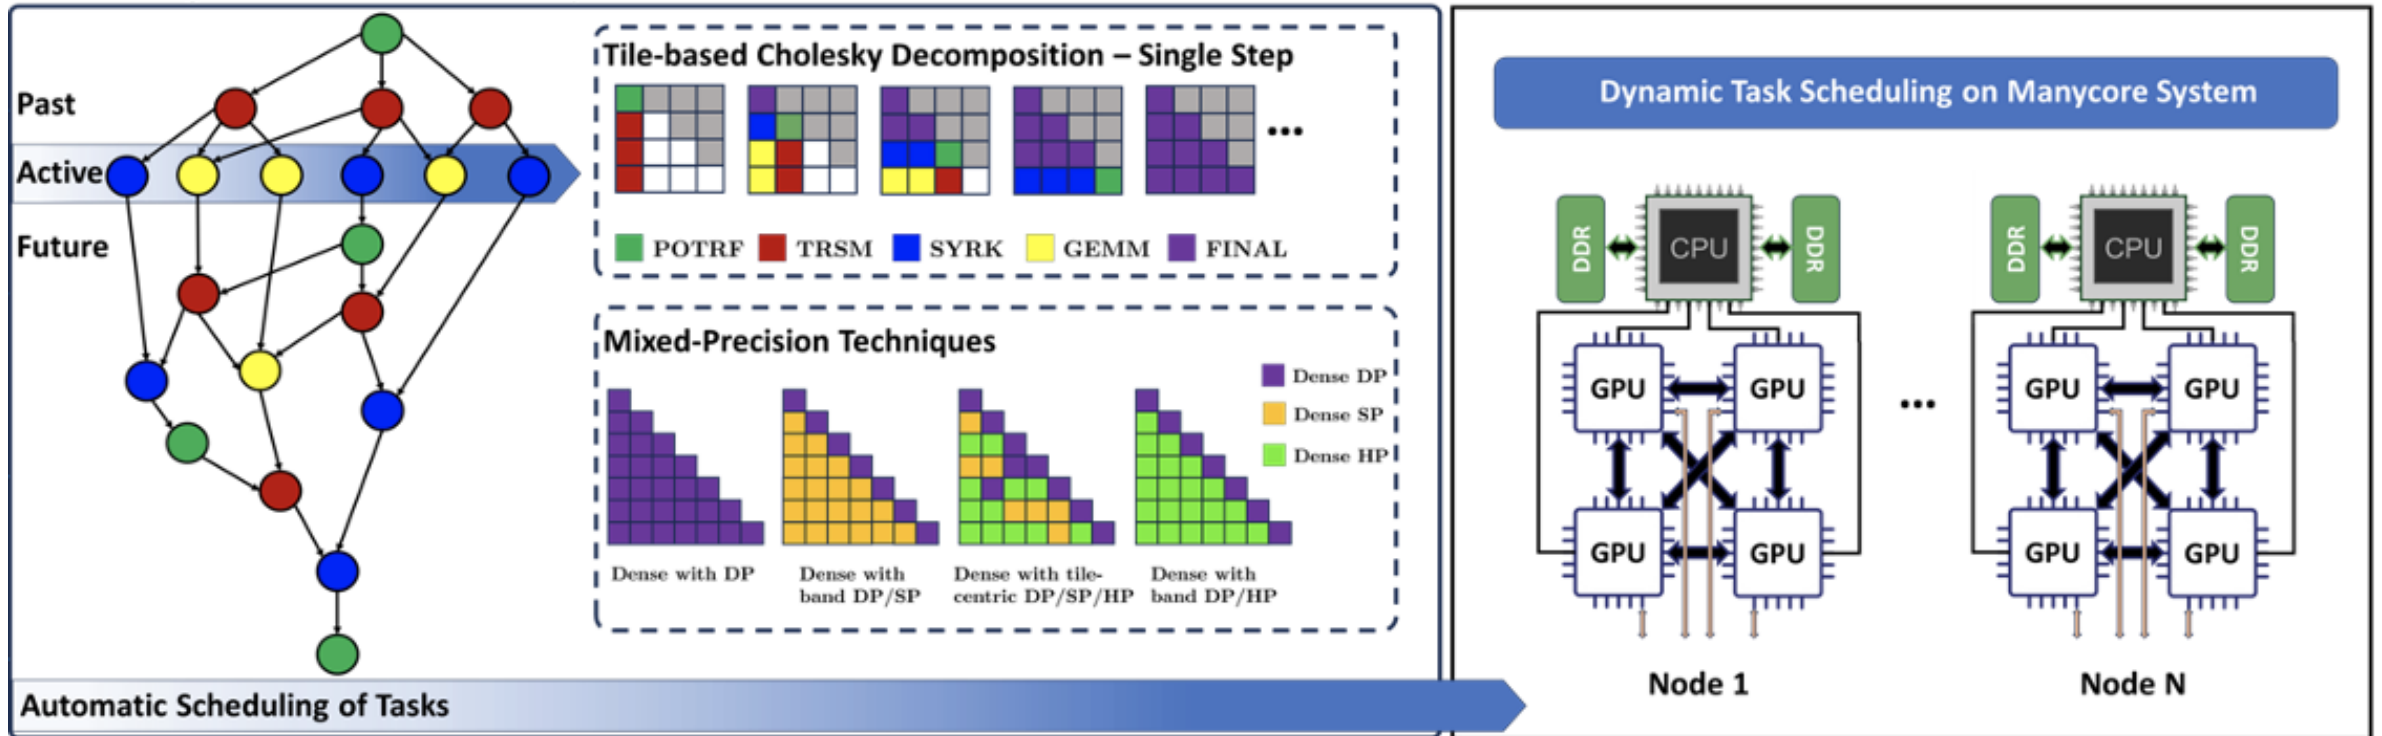 Past
Active
Future
Automatic Scheduling of Tasks
Tile-based Cholesky Decomposition – Single Step
...
POTRF TRSM SYRK GEMM FINAL
Mixed-Precision Techniques
Dense DP
Dense SP
Dense HP
Dense with DP
Dense with
band DP/SP
Dense with tile-
centric DP/SP/HP
Dense with
band DP/HP
Dynamic Task Scheduling on Manycore System
DDR CPU DDR
GPU GPU
GPU GPU
Node 1
...
DDR CPU DDR
GPU GPU
GPU GPU
Node N